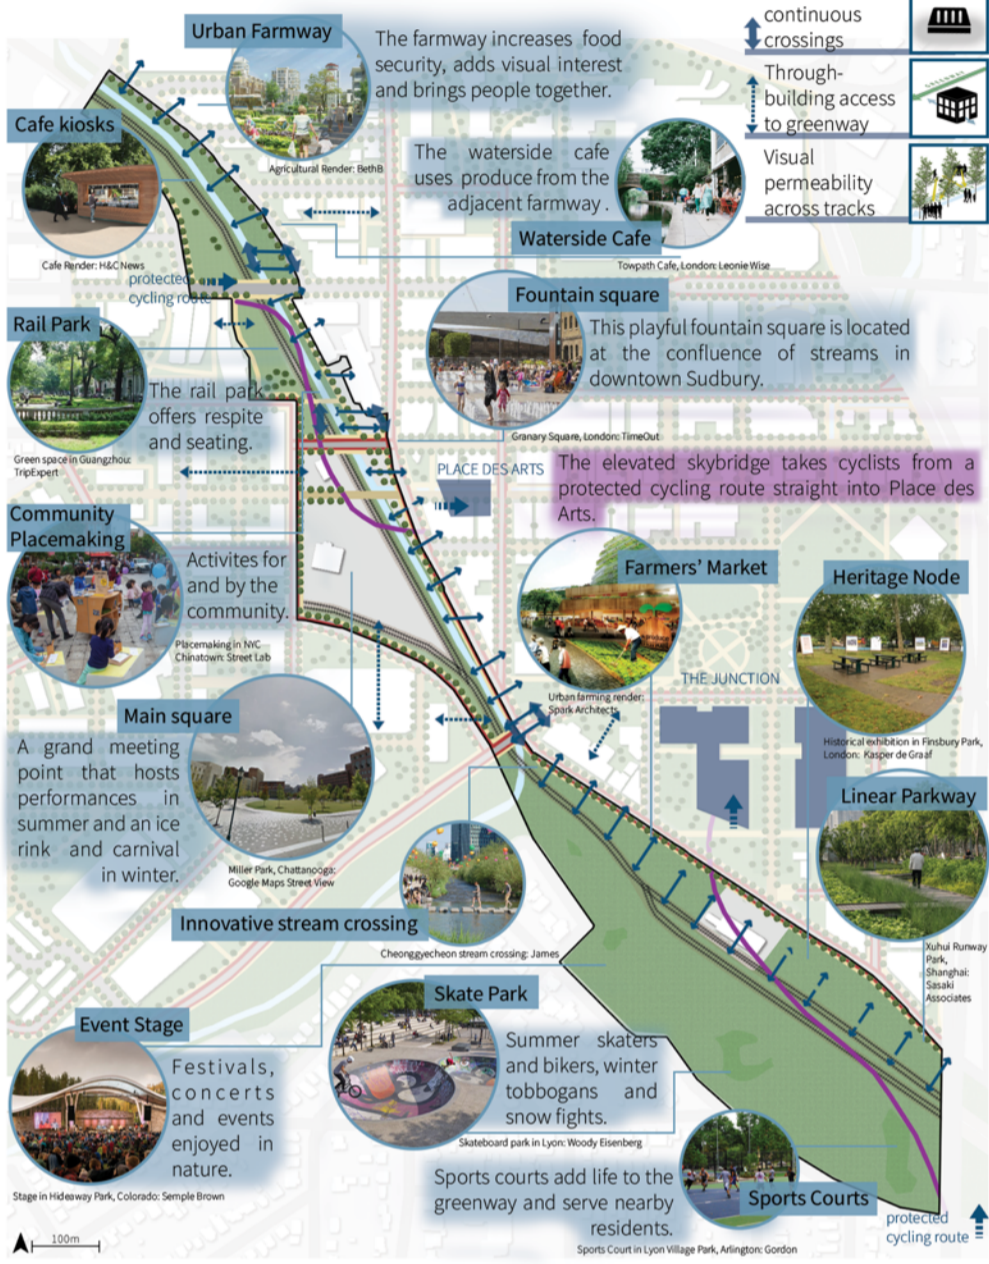 continuous
crossings
Through-
building access
to greenway
Visual
permeability
across tracks
Urban Farmway
The farmway increases food
security, adds visual interest
and brings people together.
Agricultural Render: BethB
Cafe kiosks
Cafe Render: H&C News
The waterside cafe
uses produce from the
adjacent farmway .
Waterside Cafe
Towpath Cafe, London: Leonie Wise
protected
cycling route
Fountain square
This playful fountain square is located
at the confluence of streams in
downtown Sudbury.
Granary Square, London: TimeOut
Rail Park
The rail park
offers respite
and seating.
Green space in Guangzhou:
TripExpert
PLACE DES ARTS
The elevated skybridge takes cyclists from a
protected cycling route straight into Place des
Arts.
Community
Placemaking
Activites for
and by the
community.
Placemaking in NYC
Chinatown: Street Lab
Farmers' Market
Urban farming render:
Spark Architects
Heritage Node
Historical exhibition in Finsbury Park,
London: Kasper de Graaf
THE JUNCTION
Main square
A grand meeting
point that hosts
performances in
summer and an ice
rink and carnival
in winter.
Miller Park, Chattanooga:
Google Maps Street View
Linear Parkway
Xuhui Runway
Park,
Shanghai:
Sasaki
Associates
Innovative stream crossing
Cheonggyecheon stream crossing: James
Event Stage
Festivals,
concerts
and events
enjoyed in
nature.
Stage in Hideaway Park, Colorado: Semple Brown
Skate Park
Summer skaters
and bikers, winter
tobbogans and
snow fights.
Skateboard park in Lyon: Woody Eisenberg
Sports courts add life to the
greenway and serve nearby
residents.
Sports Courts
Sports Court in Lyon Village Park, Arlington: Gordon
protected
cycling route
100m